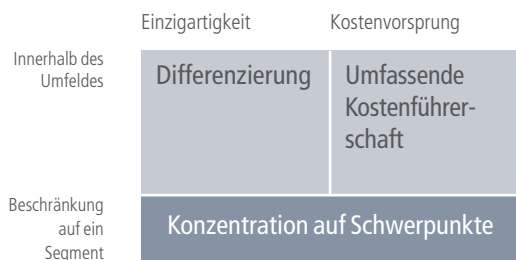 Einzigartigkeit
Kostenvorsprung
Innerhalb des
Umfeldes
Differenzierung
Umfassende
Kostenführer-
schaft
Beschränkung
auf ein
Segment
Konzentration auf Schwerpunkte